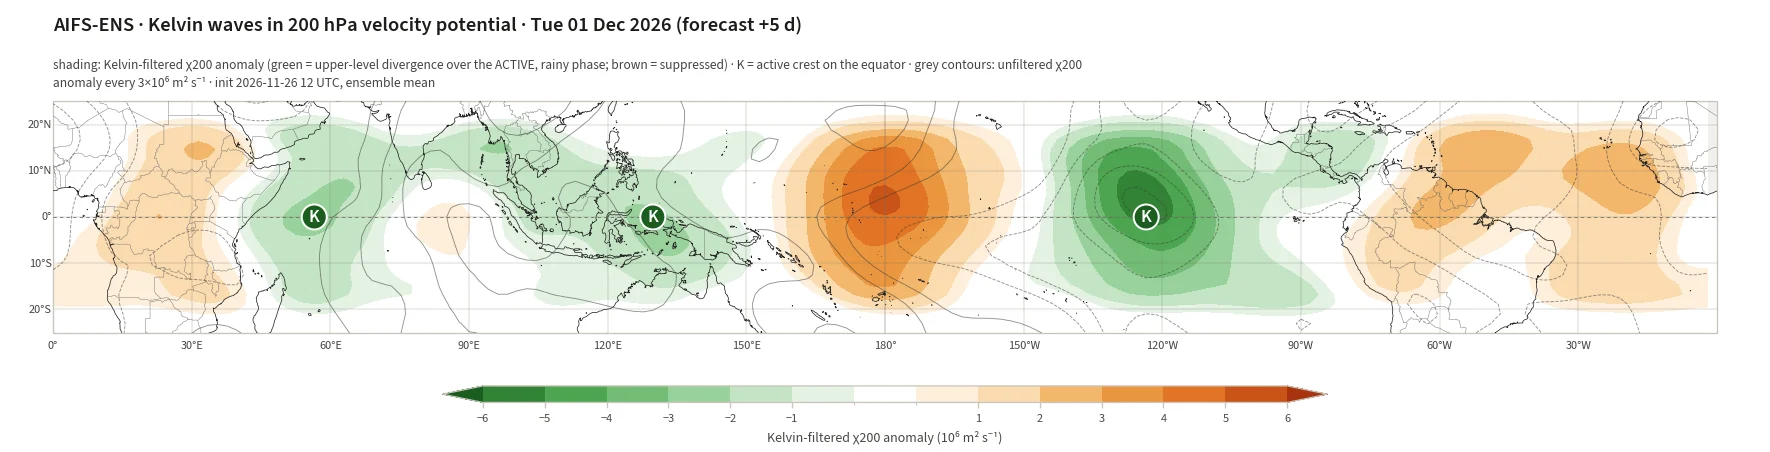 AIFS-ENS · Kelvin waves in 200 hPa velocity potential · Tue 01 Dec 2026 (forecast +5 d)
shading: Kelvin-filtered χ200 anomaly (green = upper-level divergence over the ACTIVE, rainy phase; brown = suppressed) · K = active crest on the equator · grey contours: unfiltered χ200
anomaly every 3×10⁶ m² s⁻¹ · init 2026-11-26 12 UTC, ensemble mean
20°N
10°N
0°
10°S
20°S
K K K
0° 30°E 60°E 90°E 120°E 150°E 180° 150°W 120°W 90°W 60°W 30°W
−6 −5 −4 −3 −2 −1 1 2 3 4 5 6
Kelvin-filtered χ200 anomaly (10⁶ m² s⁻¹)